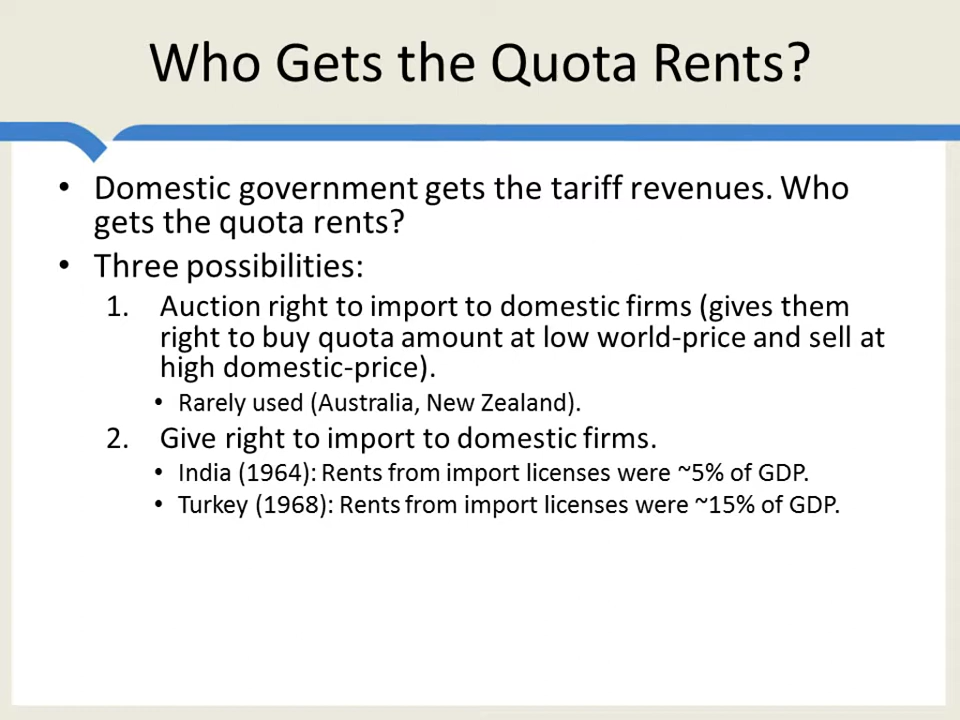 Who Gets the Quota Rents?
• Domestic government gets the tariff revenues. Who
gets the quota rents?
• Three possibilities:
1. Auction right to import to domestic firms (gives them
right to buy quota amount at low world-price and sell at
high domestic-price).
• Rarely used (Australia, New Zealand).
2. Give right to import to domestic firms.
• India (1964): Rents from import licenses were ~5% of GDP.
• Turkey (1968): Rents from import licenses were ~15% of GDP.